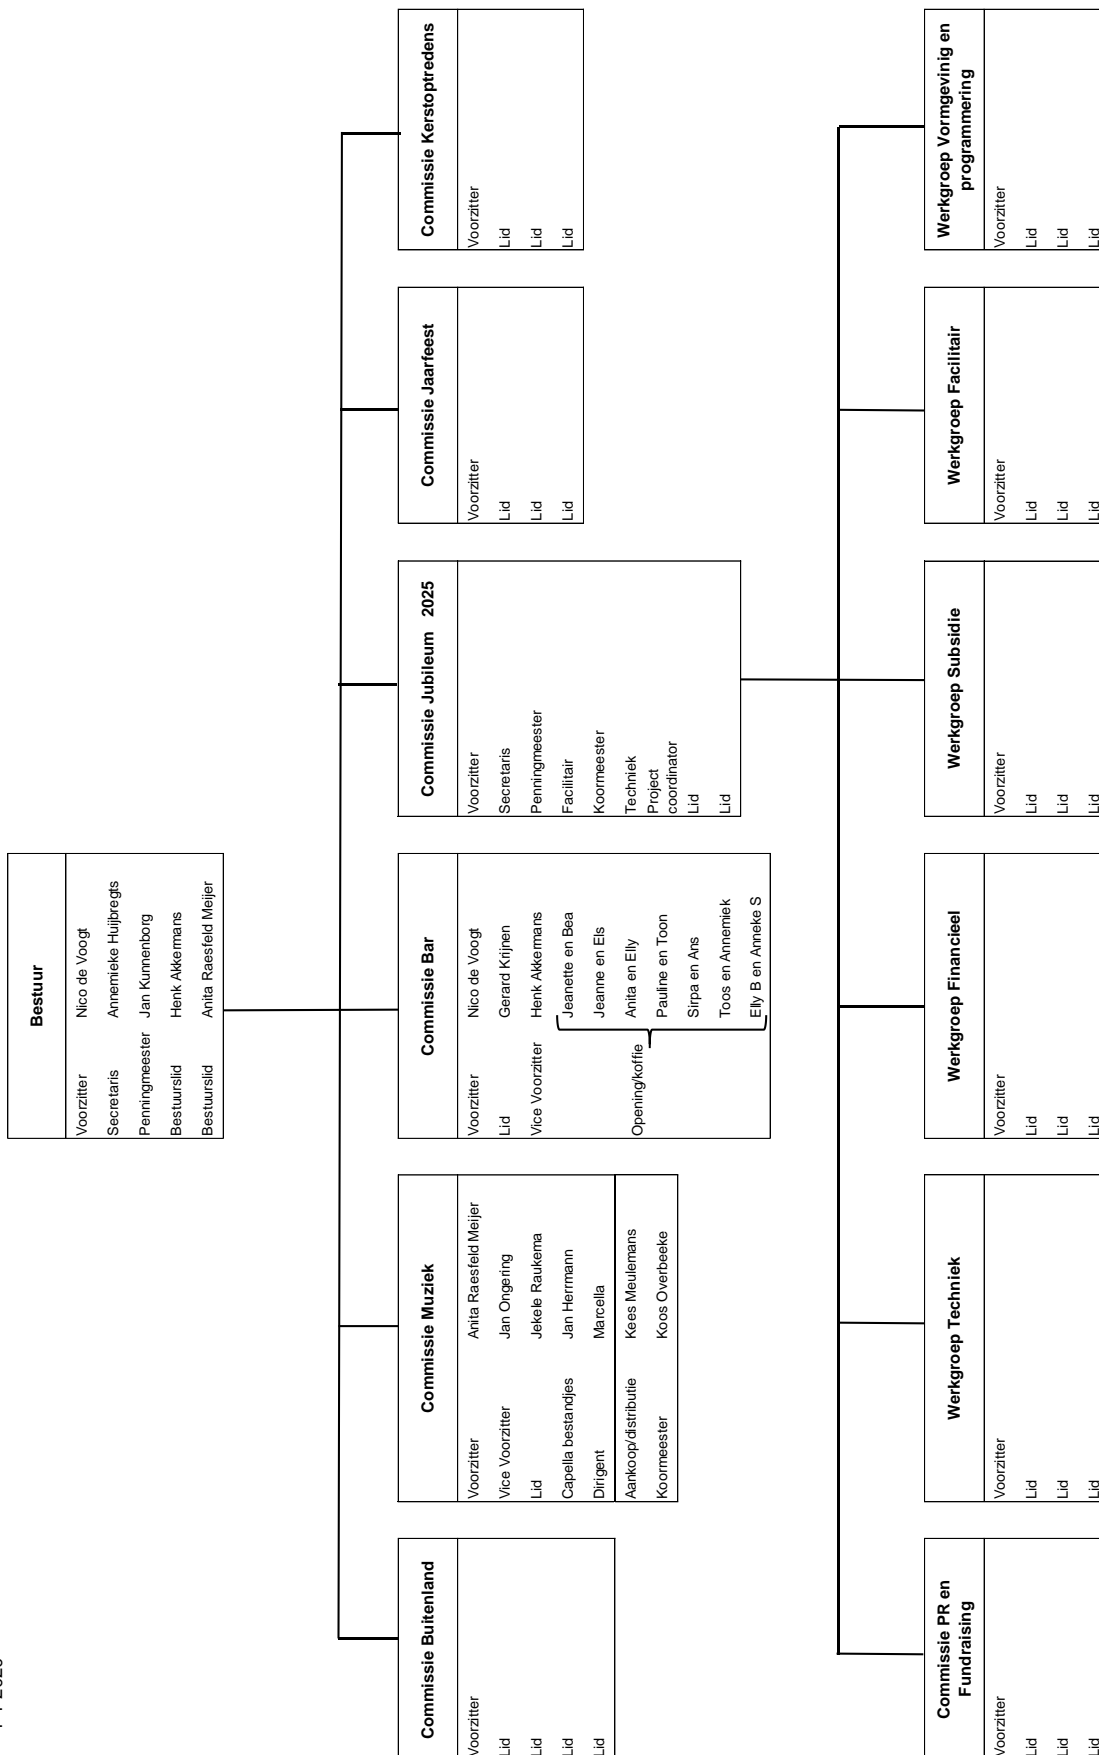 Bestuur
Voorzitter Nico de Voogt
Secretaris Annemieke Huijbregts
Penningmeester Jan Kunnenborg
Bestuurslid Henk Akkermans
Bestuurslid Anita Raesfeld Meijer
Commissie Buitenland
Voorzitter
Lid
Lid
Lid
Lid
Commissie Muziek
Voorzitter Anita Raesfeld Meijer
Vice Voorzitter Jan Ongering
Lid Jekele Raukema
Capella bestandjes Jan Herrmann
Dirigent Marcella
Aankoop/distributie Kees Meulemans
Koormeester Koos Overbeeke
Commissie Bar
Voorzitter Nico de Voogt
Lid Gerard Krijnen
Vice Voorzitter Henk Akkermans
Opening/koffie
Jeanette en Bea
Jeanne en Els
Anita en Elly
Pauline en Toon
Sirpa en Ans
Toos en Annemiek
Elly B en Anneke S
Commissie Jubileum 2025
Voorzitter
Secretaris
Penningmeester
Facilitair
Koormeester
Techniek
Project
coordinator
Lid
Lid
Commissie Jaarfeest
Voorzitter
Lid
Lid
Lid
Commissie Kerstoptredens
Voorzitter
Lid
Lid
Lid
Commissie PR en
Fundraising
Voorzitter
Lid
Lid
Lid
Werkgroep Techniek
Voorzitter
Lid
Lid
Lid
Werkgroep Financieel
Voorzitter
Lid
Lid
Lid
Werkgroep Subsidie
Voorzitter
Lid
Lid
Lid
Werkgroep Facilitair
Voorzitter
Lid
Lid
Lid
Werkgroep Vormgevinig en
programmering
Voorzitter
Lid
Lid
Lid